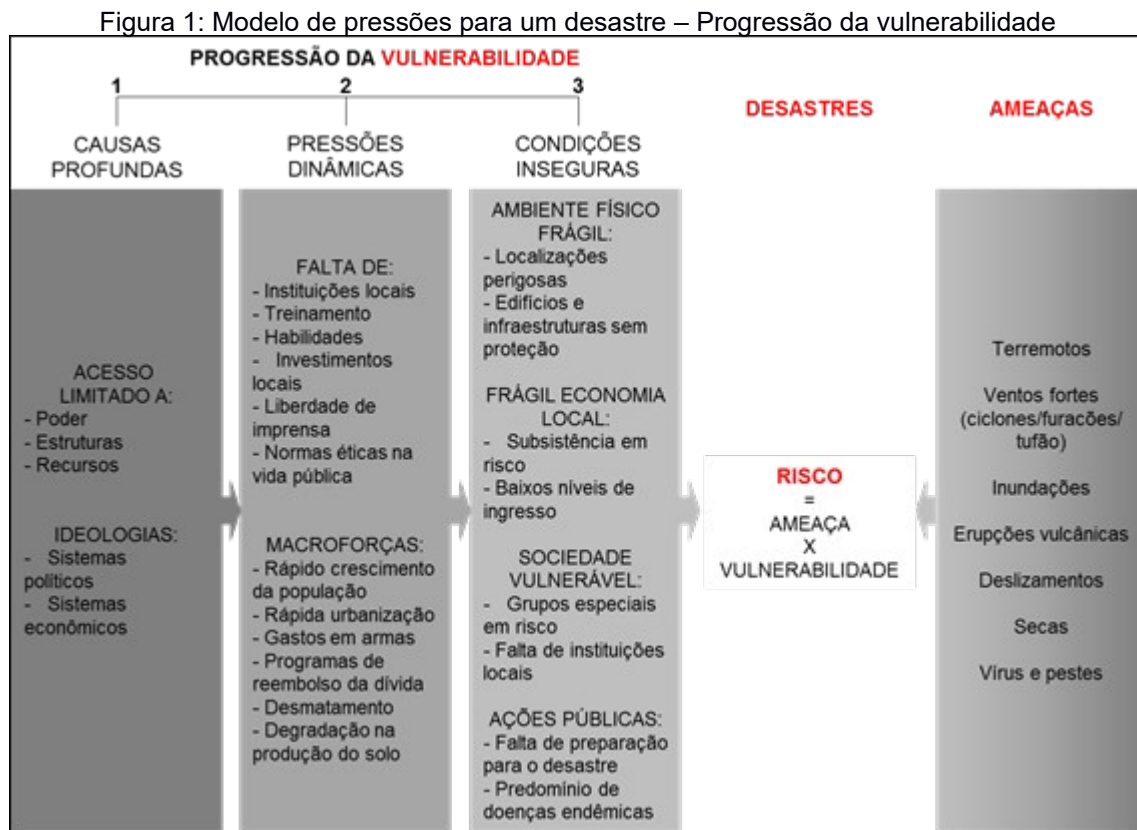 Figura 1: Modelo de pressões para um desastre – Progressão da vulnerabilidade
PROGRESSÃO DA VULNERABILIDADE
1
2
3
CAUSAS
PROFUNDAS
PRESSÕES
DINÂMICAS
CONDIÇÕES
INSEGURAS
DESASTRES
AMEAÇAS
ACESSO
LIMITADO A:
- Poder
- Estruturas
- Recursos
IDEOLOGIAS:
- Sistemas
políticos
- Sistemas
econômicos
FALTA DE:
- Instituições locais
- Treinamento
- Habilidades
- Investimentos
locais
- Liberdade de
imprensa
- Normas éticas na
vida pública
MACROFORÇAS:
- Rápido crescimento
da população
- Rápida urbanização
- Gastos em armas
- Programas de
reembolso da dívida
- Desmatamento
- Degradação na
produção do solo
AMBIENTE FÍSICO
FRÁGIL:
- Localizações
perigosas
- Edifícios e
infraestruturas sem
proteção
FRÁGIL ECONOMIA
LOCAL:
- Subsistência em
risco
- Baixos níveis de
ingresso
SOCIEDADE
VULNERÁVEL:
- Grupos especiais
em risco
- Falta de instituições
locais
AÇÕES PÚBLICAS:
- Falta de preparação
para o desastre
- Predomínio de
doenças endêmicas
RISCO
=
AMEAÇA
X
VULNERABILIDADE
Terremotos
Ventos fortes
(ciclones/furacões/
tufão)
Inundações
Erupções vulcânicas
Deslizamentos
Secas
Vírus e pestes